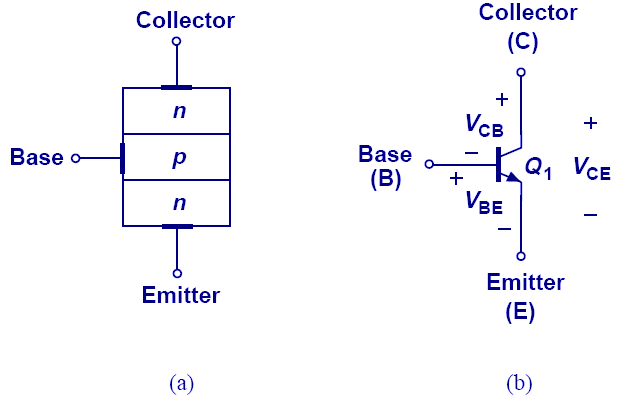 Collector
n
Base
p
n
Emitter
(a)
Collector
(C)
+
VCB
−
Base
(B)
+
VBE
−
Q1
+
VCE
−
Emitter
(E)
(b)